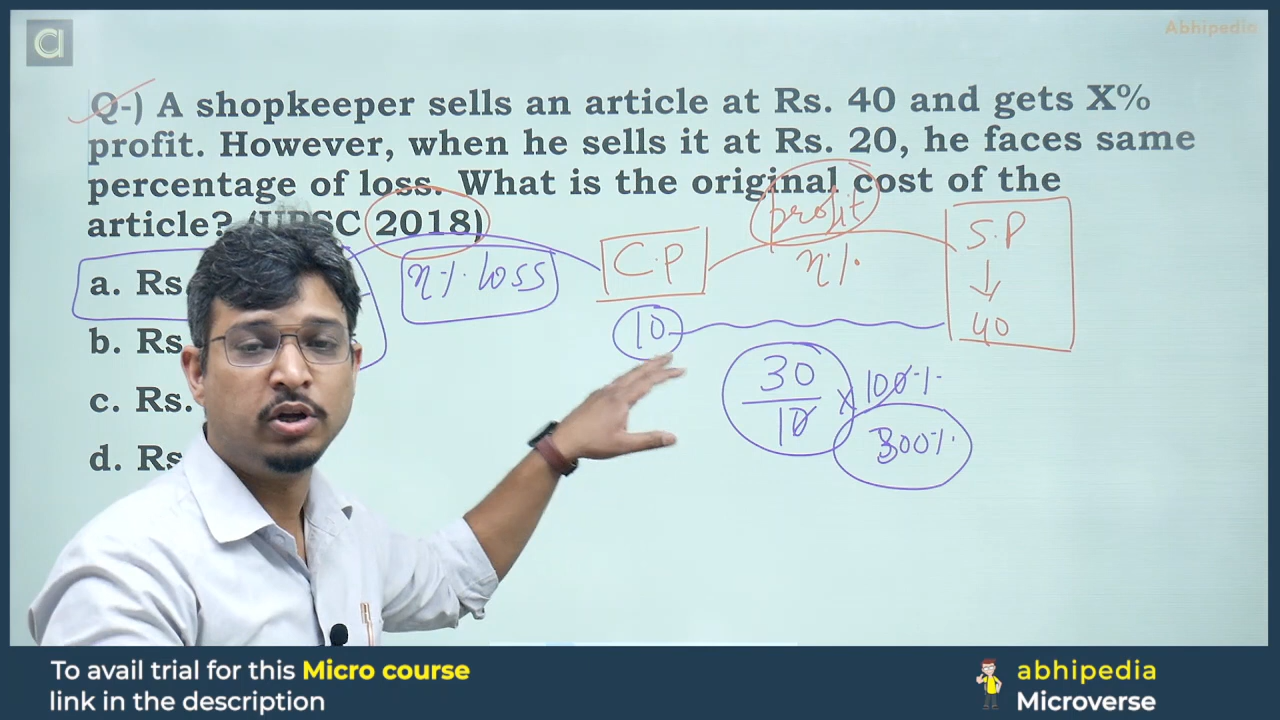 Abhipedia
Q-) A shopkeeper sells an article at Rs. 40 and gets X%
profit. However, when he sells it at Rs. 20, he faces same
percentage of loss. What is the original cost of the
article? (UPSC 2018)
profit
S.P
C.P
x% loss
x%
a. Rs.
↓
40
10
b. Rs
30
/
10
x 100%
c. Rs.
300%
d. Rs
To avail trial for this Micro course
link in the description
abhipedia
Microverse